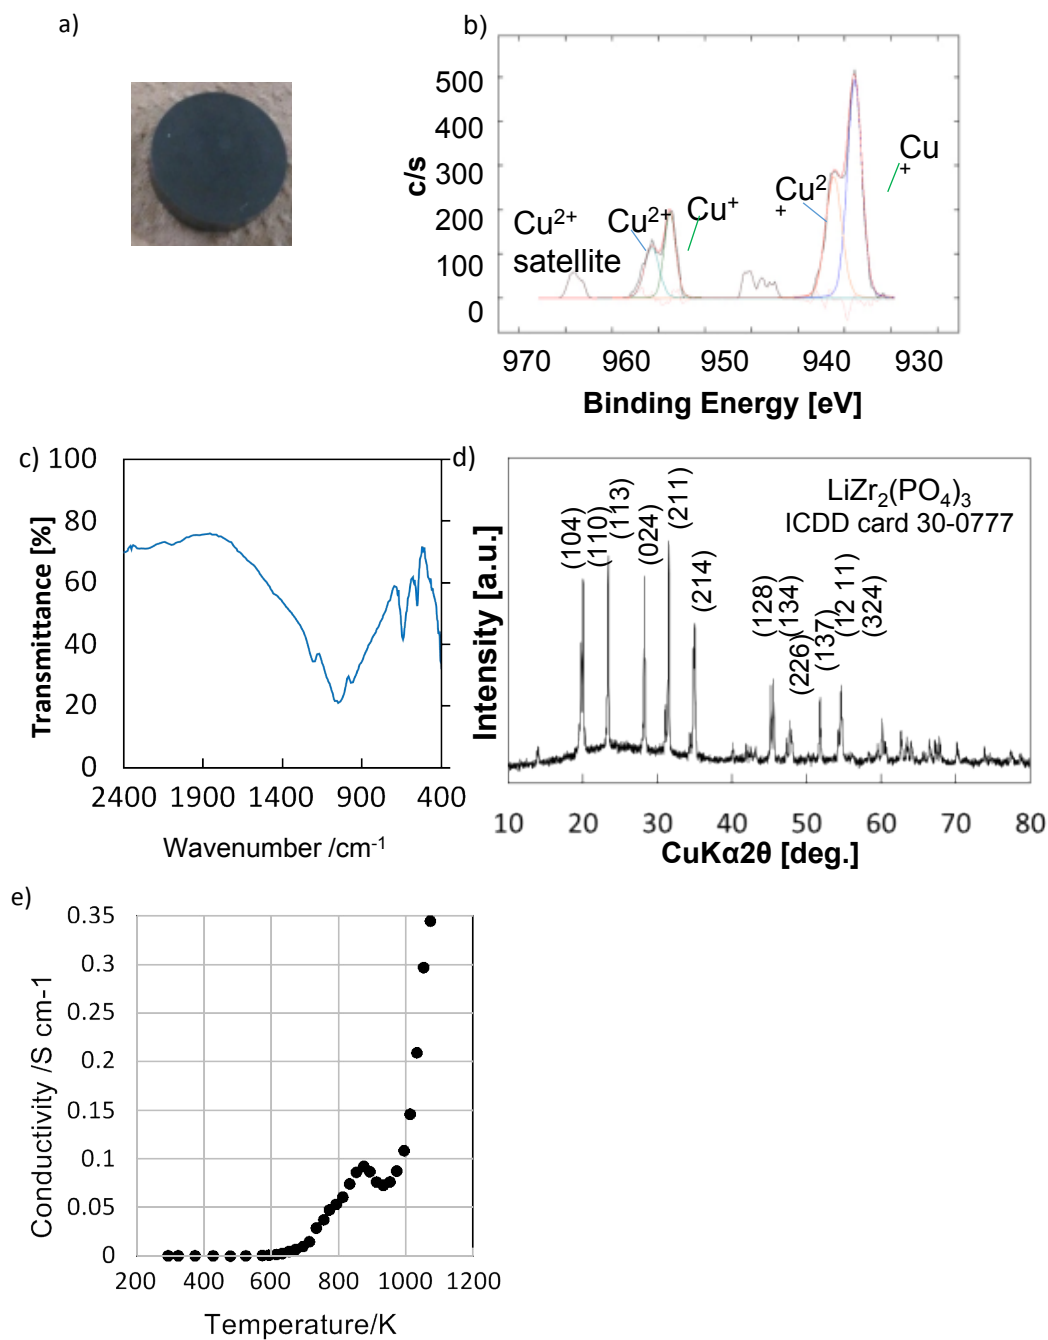 a)
b)
500
400
300
200
100
0
c/s
Cu²⁺
satellite
Cu²⁺
Cu⁺
Cu²
+
Cu
+
970 960 950 940 930
Binding Energy [eV]
c)
100
80
60
40
20
0
Transmittance [%]
2400 1900 1400 900 400
Wavenumber /cm⁻¹
d)
Intensity [a.u.]
LiZr₂(PO₄)₃
ICDD card 30-0777
(104)
(110)
(113)
(024)
(211)
(214)
(128)
(134)
(226)
(137)
(12 11)
(324)
10 20 30 40 50 60 70 80
CuKα2θ [deg.]
e)
0.35
0.3
0.25
0.2
0.15
0.1
0.05
0
Conductivity /S cm-1
200 400 600 800 1000 1200
Temperature/K